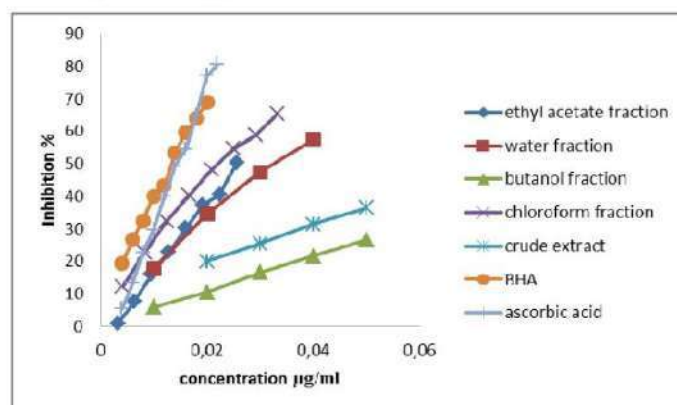 90
80
70
60
50
40
30
20
10
0
Inhibition %
0
0,02
0,04
0,06
concentration µg/ml
ethyl acetate fraction
water fraction
butanol fraction
chloroform fraction
crude extract
BHA
ascorbic acid